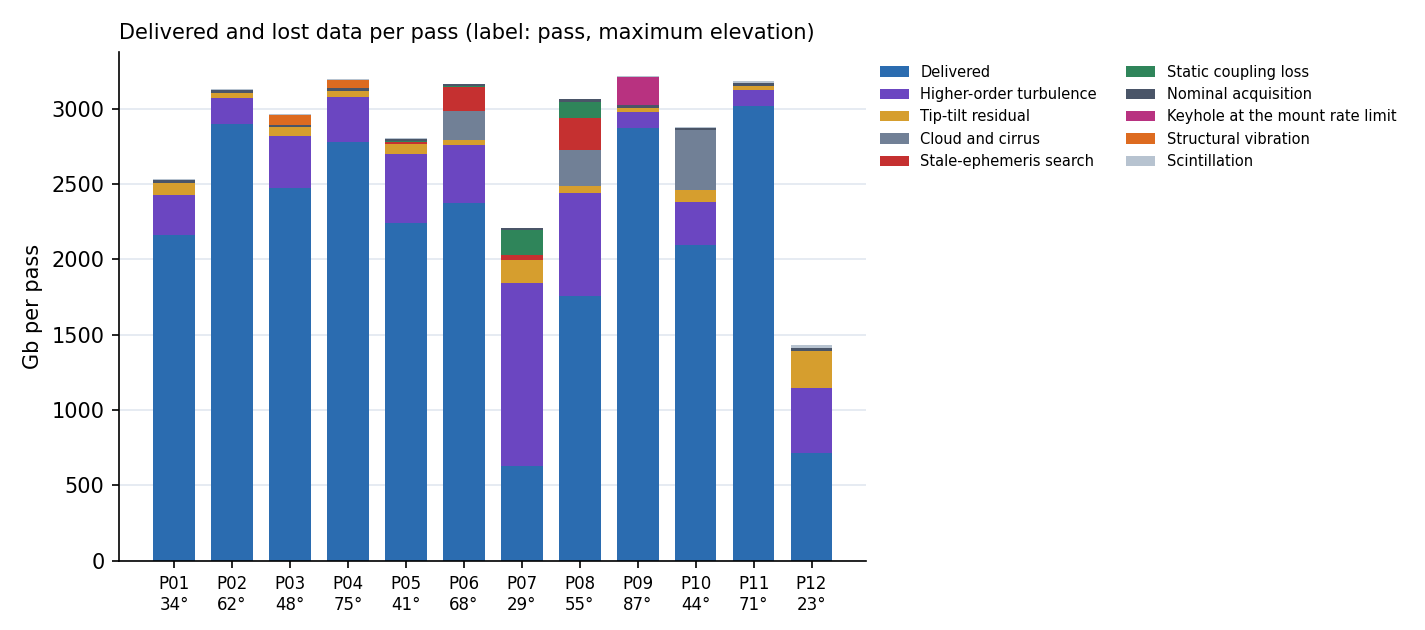 Delivered and lost data per pass (label: pass, maximum elevation)
Gb per pass
3000
2500
2000
1500
1000
500
0
P01 P02 P03 P04 P05 P06 P07 P08 P09 P10 P11 P12
34° 62° 48° 75° 41° 68° 29° 55° 87° 44° 71° 23°
Delivered
Higher-order turbulence
Tip-tilt residual
Cloud and cirrus
Stale-ephemeris search
Static coupling loss
Nominal acquisition
Keyhole at the mount rate limit
Structural vibration
Scintillation